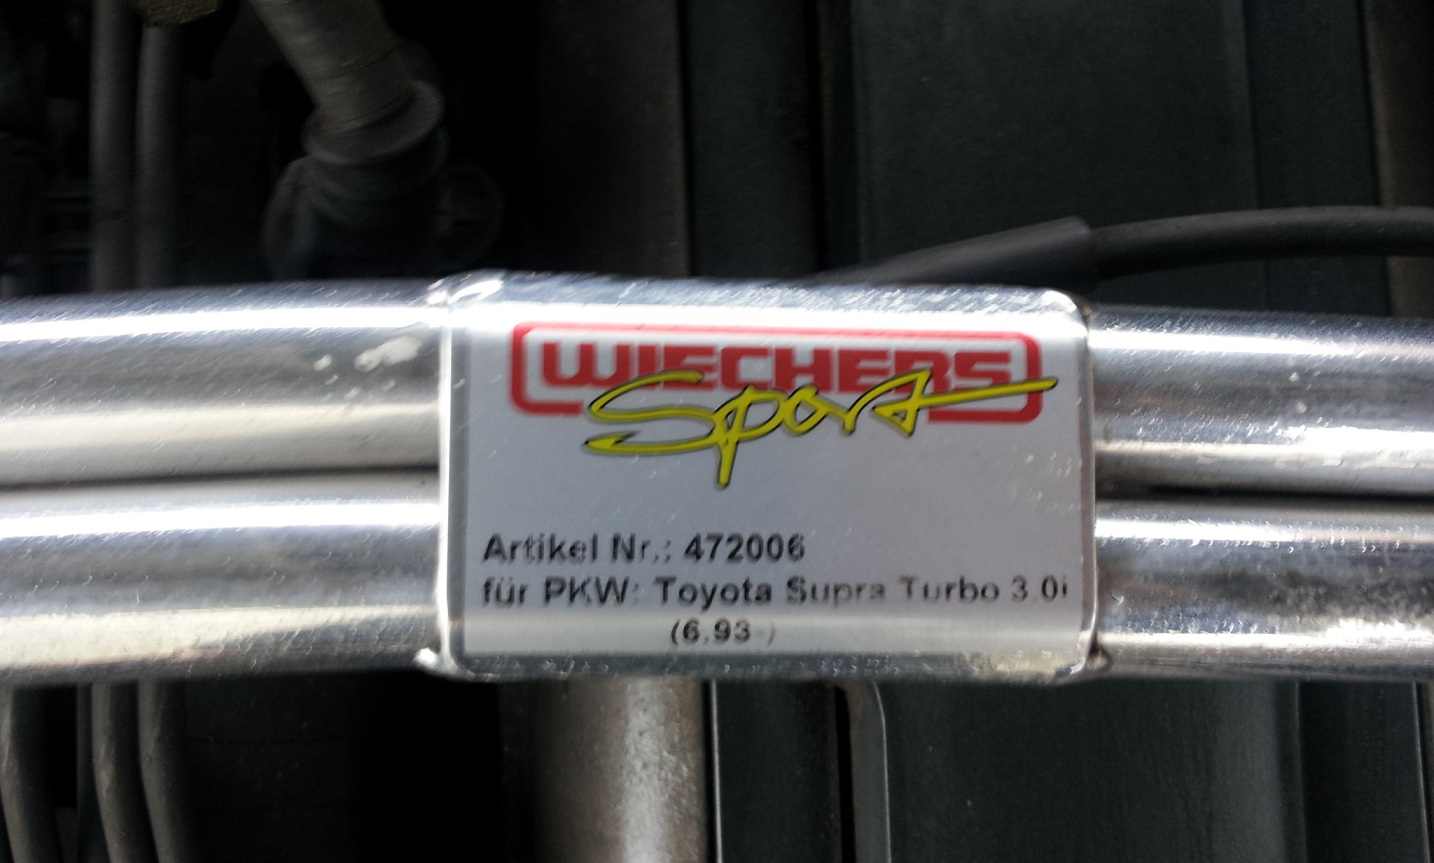 WIECHERS
Sport
Artikel Nr.: 472006
für PKW: Toyota Supra Turbo 3.0i
(6.93-)